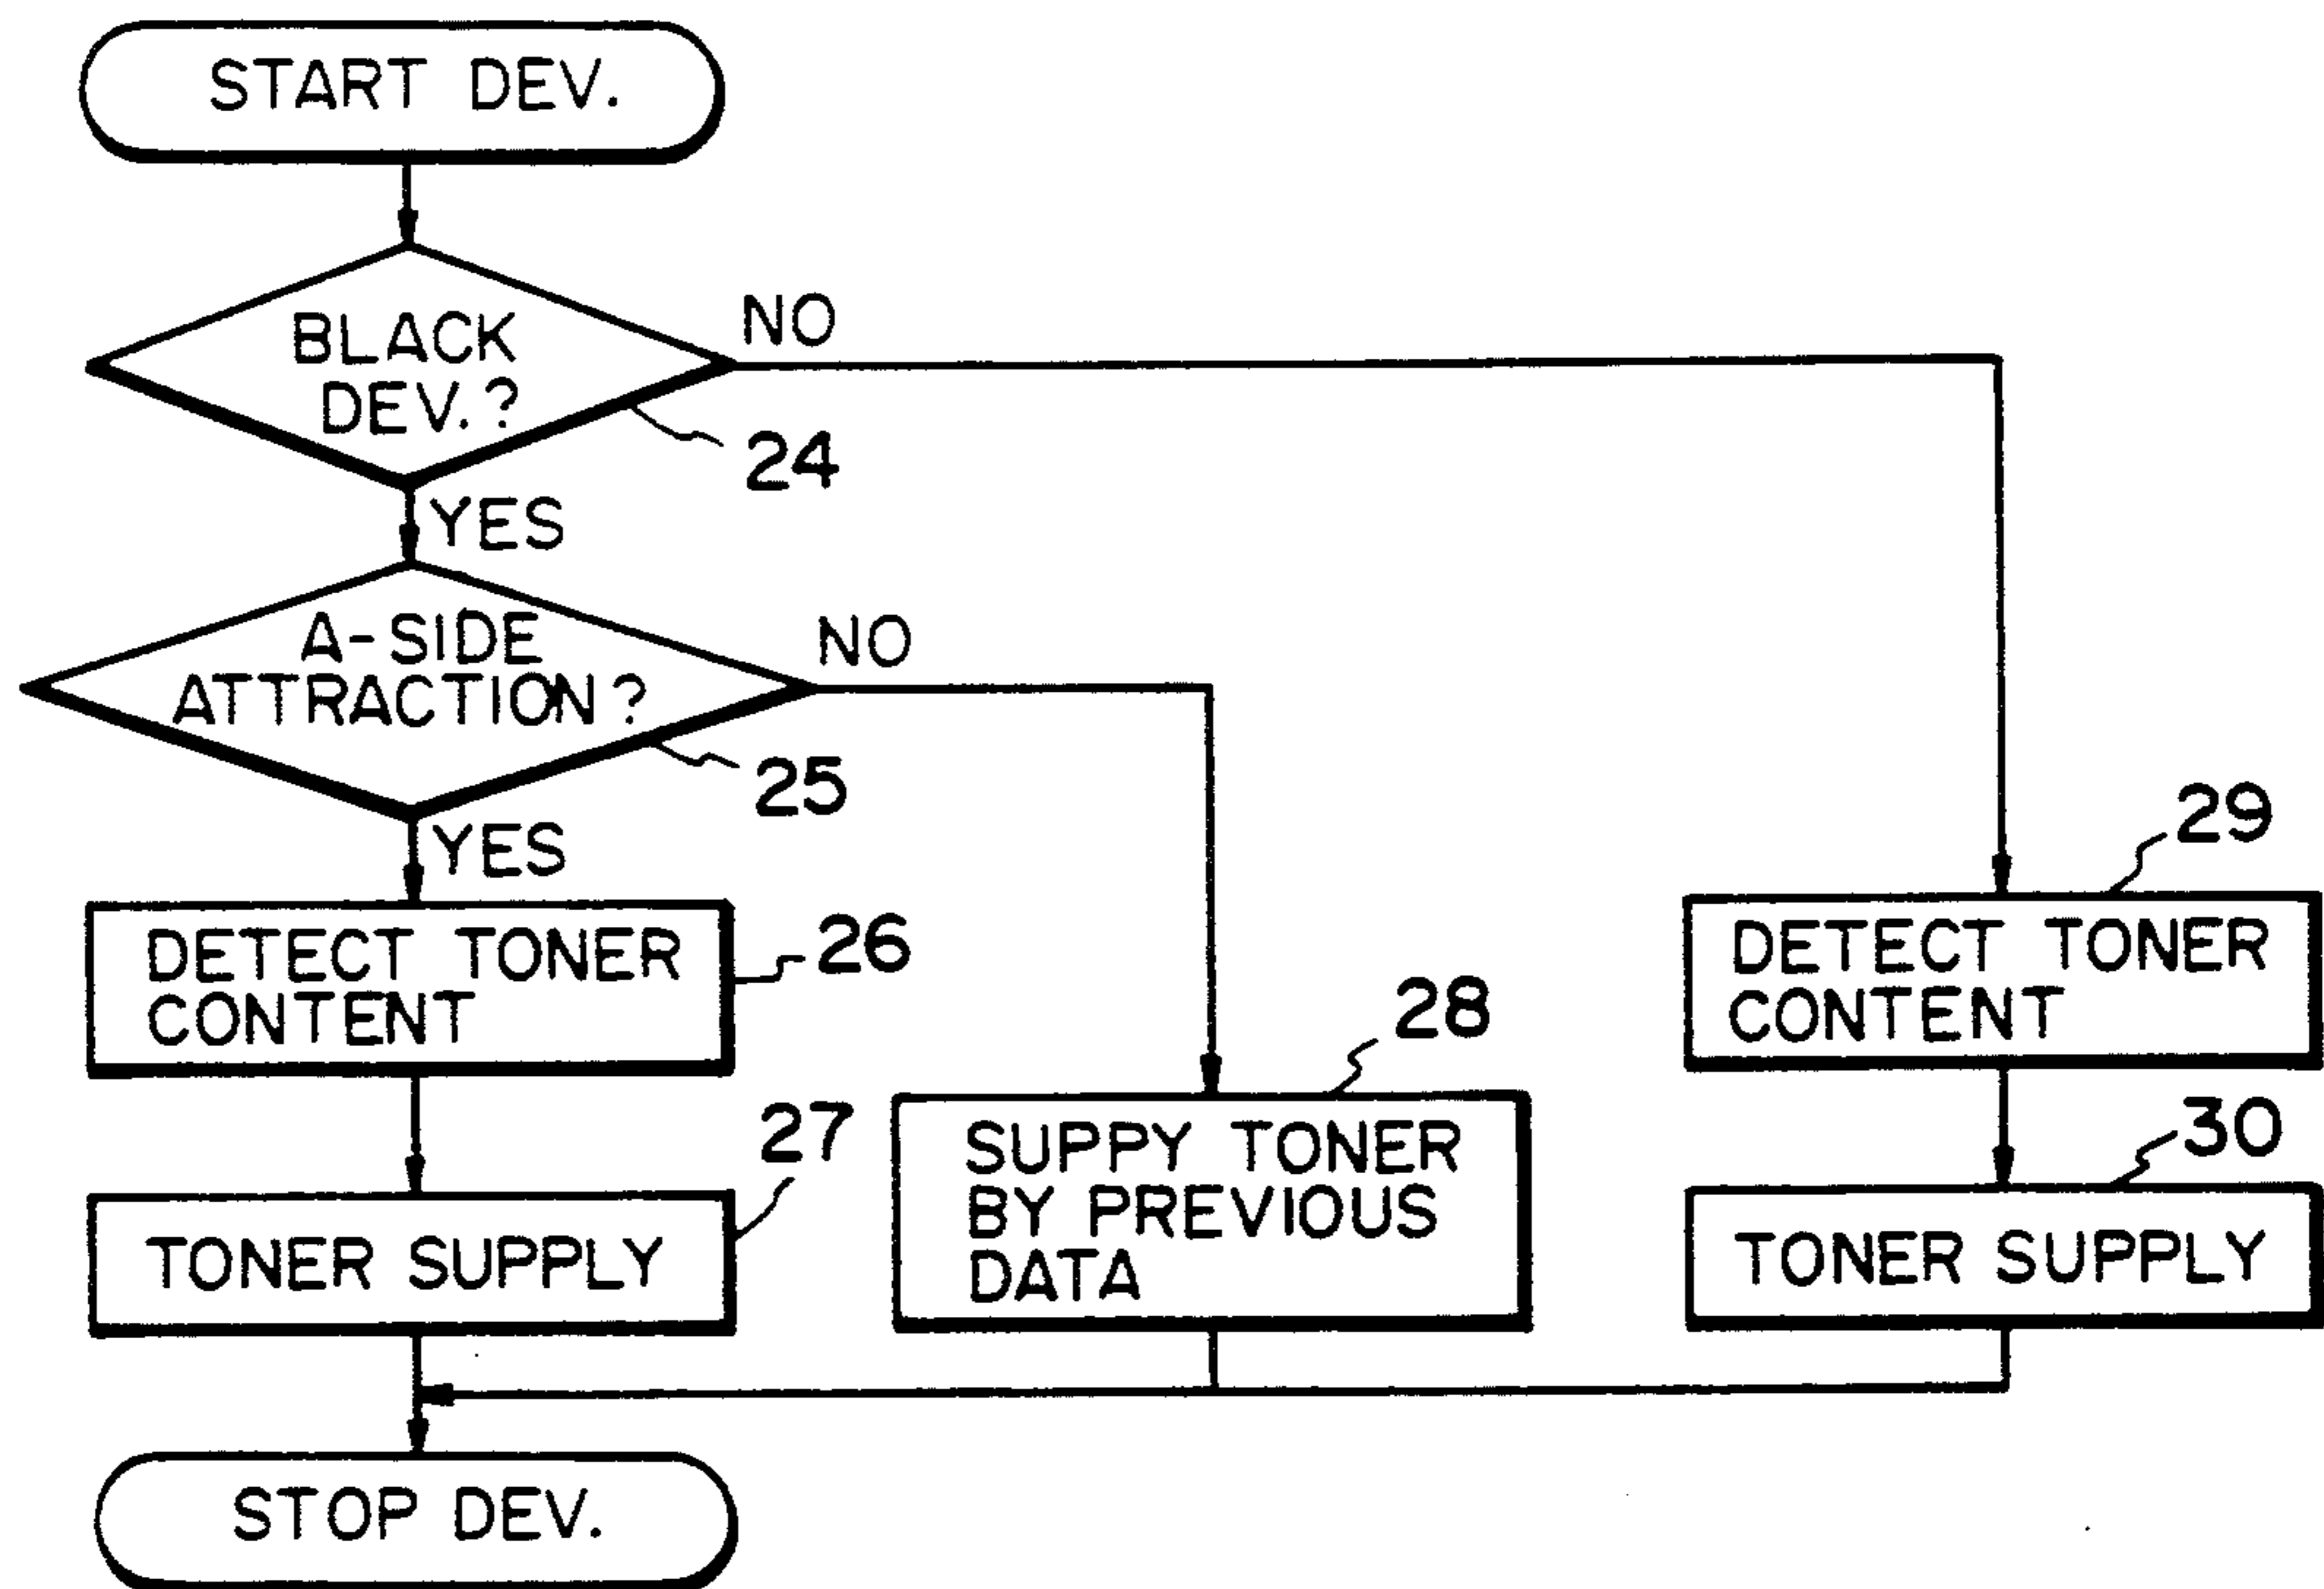 START DEV.
BLACK
DEV.?
NO
24
YES
A-SIDE
ATTRACTION?
NO
25
YES
DETECT TONER
CONTENT
26
TONER SUPPLY
27
SUPPY TONER
BY PREVIOUS
DATA
28
DETECT TONER
CONTENT
29
TONER SUPPLY
30
STOP DEV.